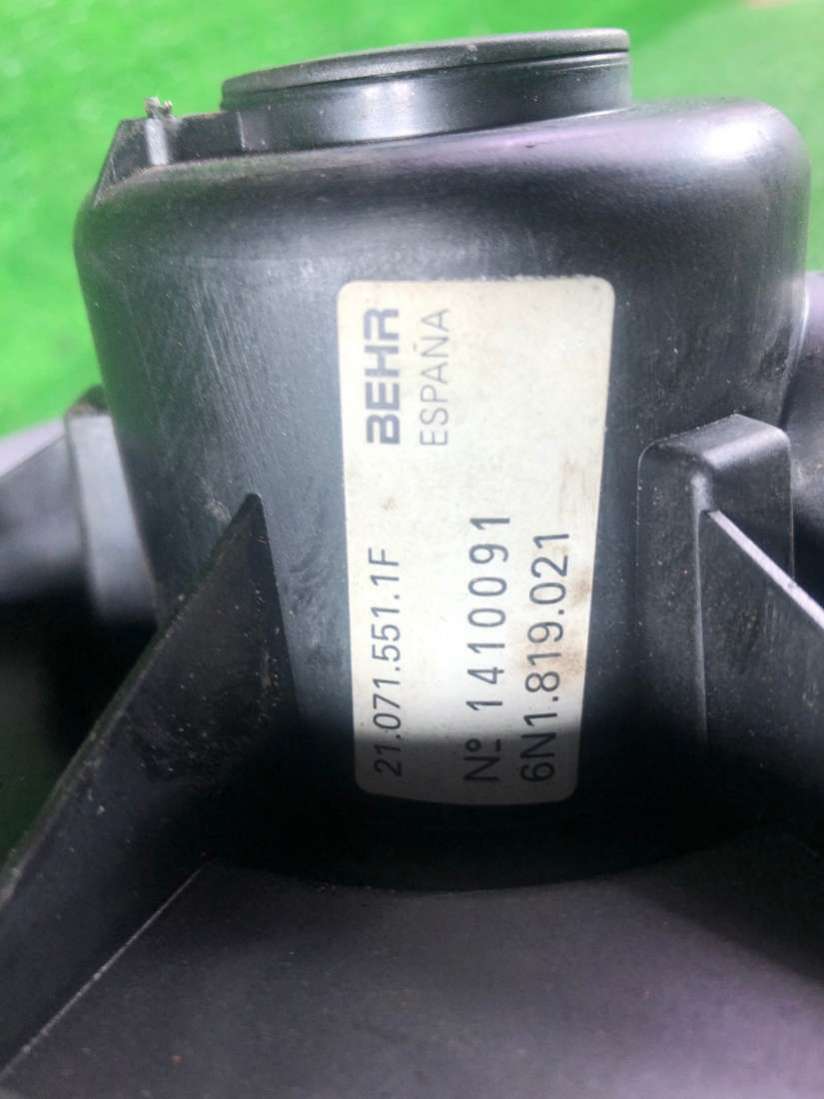 BEHR
ESPAÑA
21.071.551.1F
Nº 1410091
6N1.819.021